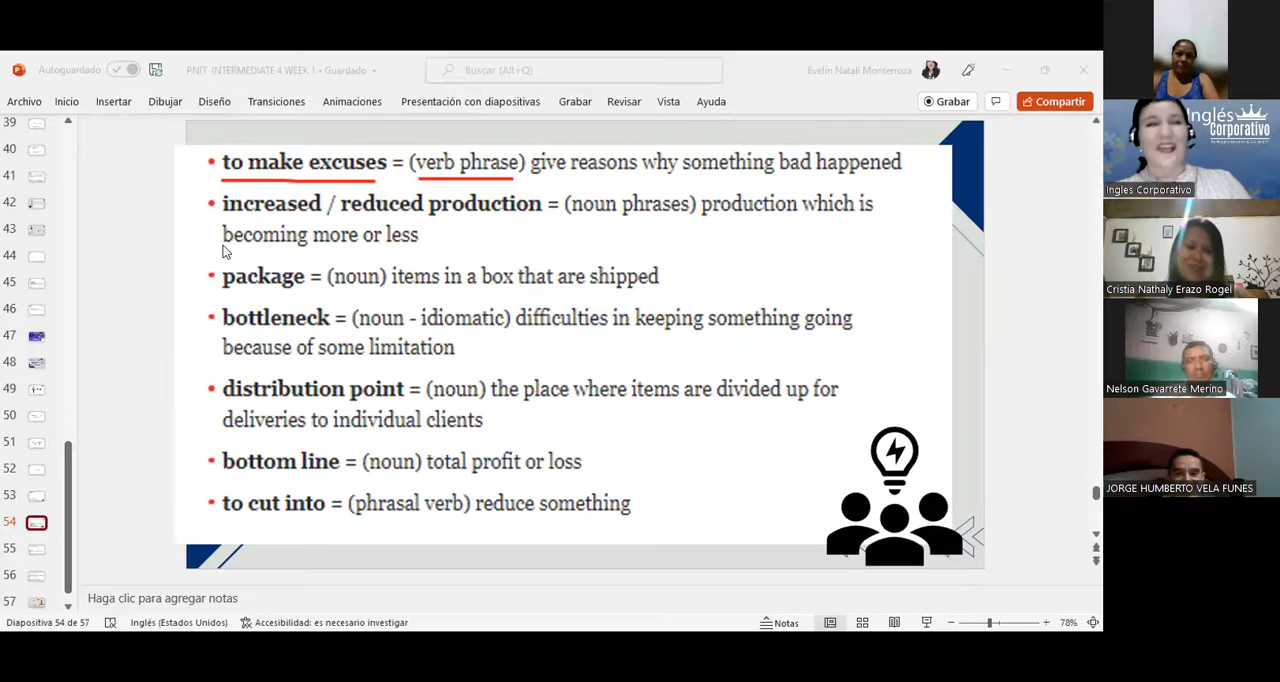 Autoguardado
PNIT INTERMEDIATE 4 WEEK 1 • Guardado
Buscar (Alt+Q)
Evelin Natali Monterroza
Archivo Inicio Insertar Dibujar Diseño Transiciones Animaciones Presentación con diapositivas Grabar Revisar Vista Ayuda
Grabar
Compartir
39
40
41
42
43
44
45
46
47
48
49
50
51
52
53
54
55
56
57
• to make excuses = (verb phrase) give reasons why something bad happened
• increased / reduced production = (noun phrases) production which is
becoming more or less
• package = (noun) items in a box that are shipped
• bottleneck = (noun - idiomatic) difficulties in keeping something going
because of some limitation
• distribution point = (noun) the place where items are divided up for
deliveries to individual clients
• bottom line = (noun) total profit or loss
• to cut into = (phrasal verb) reduce something
Haga clic para agregar notas
Diapositiva 54 de 57
Inglés (Estados Unidos)
Accesibilidad: es necesario investigar
Notas
78%
Inglés
Corporativo
Ingles Corporativo
Cristia Nathaly Erazo Rogel
Nelson Gavarrete Merino
JORGE HUMBERTO VELA FUNES